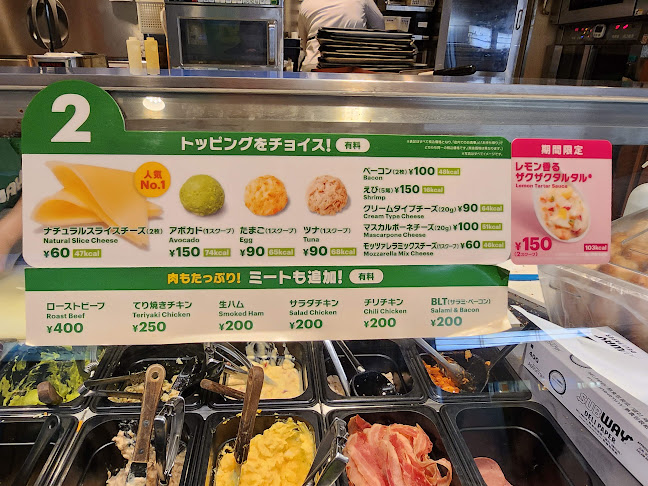 2
トッピングをチョイス! 有料
人気
No.1
ナチュラルスライスチーズ(2枚)
Natural Slice Cheese
¥60 47kcal
アボカド(1スクープ)
Avocado
¥150 74kcal
たまご(1スクープ)
Egg
¥90
ツナ(1スクープ)
Tuna
¥90 68kcal
ベーコン(2枚) ¥100 48kcal
Bacon
えび(5尾) ¥150 16kcal
Shrimp
クリームタイプチーズ(20g) ¥90 64kcal
Cream Type Cheese
マスカルポーネチーズ(20g) ¥100 81kcal
Mascarpone Cheese
モッツァレラミックスチーズ(1スクープ) ¥60 46kcal
Mozzarella Mix Cheese
期間限定
レモン香る
ザクザクタルタル*
Lemon Tartar Sauce
¥150
(2スコープ)
103kcal
肉もたっぷり! ミートも追加! 有料
ローストビーフ
Roast Beef
¥400
てり焼きチキン
Teriyaki Chicken
¥250
生ハム
Smoked Ham
¥200
サラダチキン
Salad Chicken
¥200
チリチキン
Chili Chicken
¥200
BLT(サラミ・ベーコン)
Salami & Bacon
¥200
SUBWAY
DELI PAPER